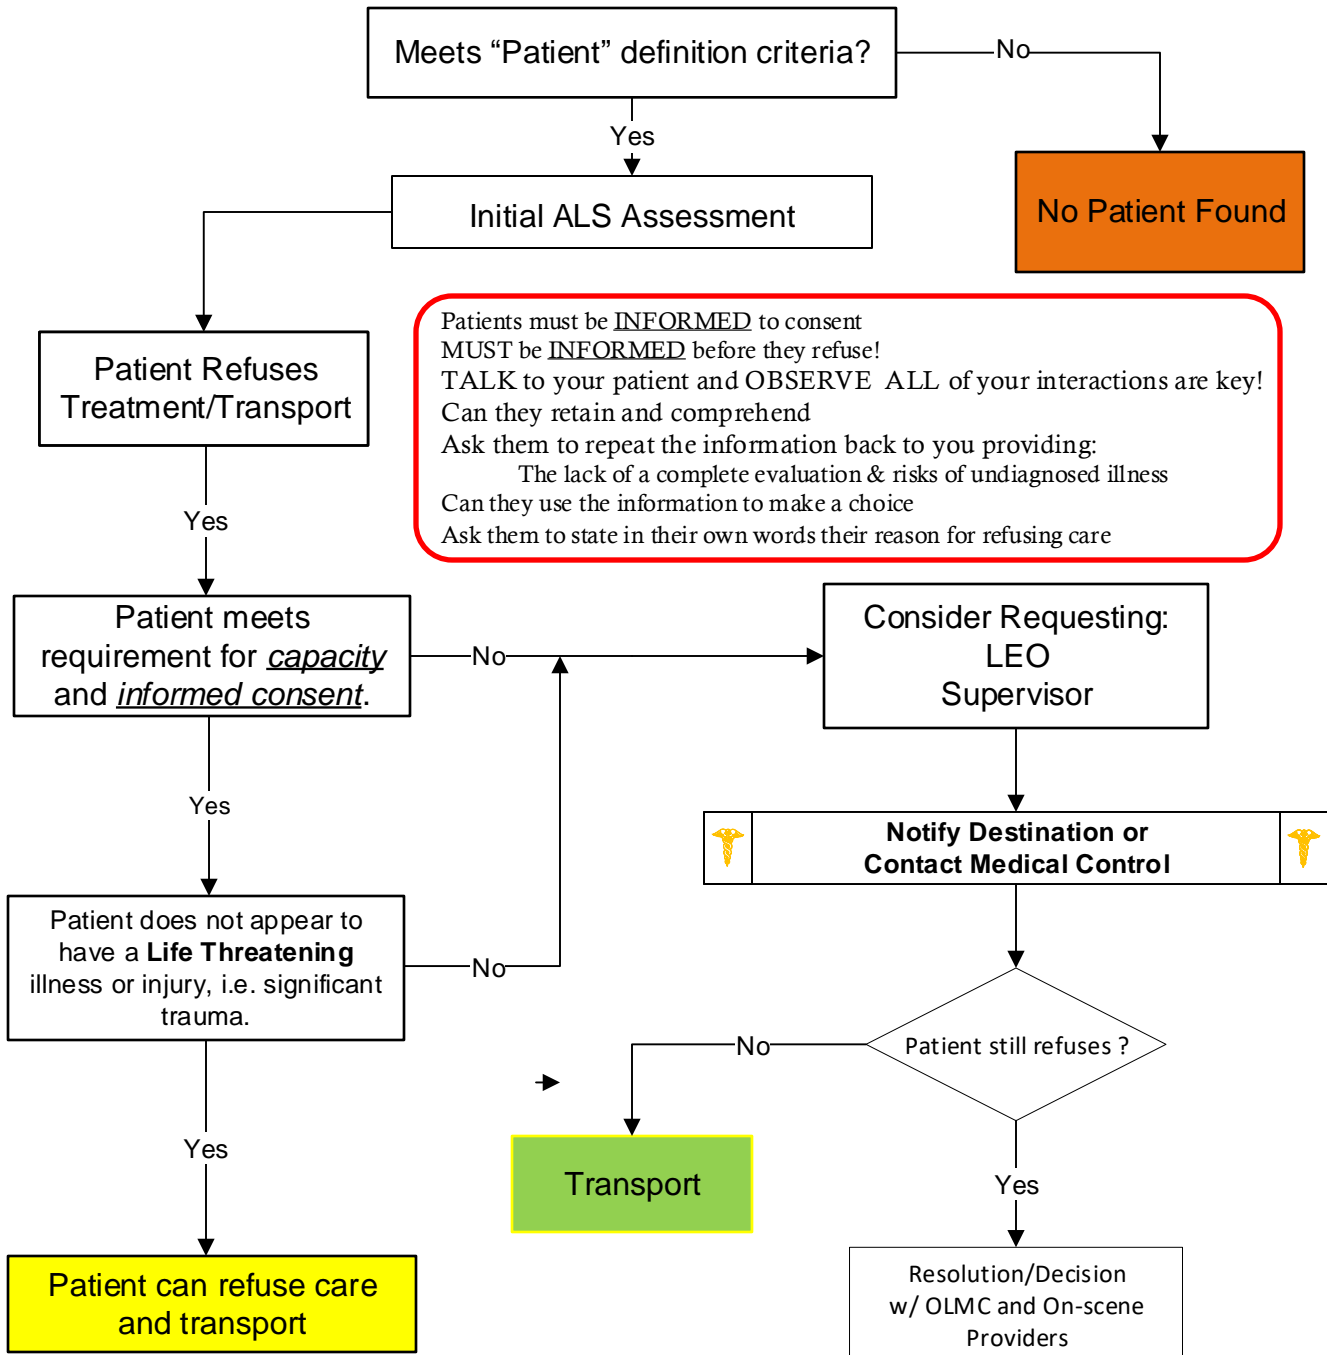 Meets “Patient” definition criteria?
No
Yes
No Patient Found
Initial ALS Assessment
Patients must be INFORMED to consent
MUST be INFORMED before they refuse!
TALK to your patient and OBSERVE ALL of your interactions are key!
Can they retain and comprehend
Ask them to repeat the information back to you providing:
The lack of a complete evaluation & risks of undiagnosed illness
Can they use the information to make a choice
Ask them to state in their own words their reason for refusing care
Patient Refuses
Treatment/Transport
Yes
Patient meets
requirement for capacity
and informed consent.
No
Consider Requesting:
LEO
Supervisor
Yes
Notify Destination or
Contact Medical Control
Patient does not appear to
have a Life Threatening
illness or injury, i.e. significant
trauma.
No
Patient still refuses ?
No
Yes
Transport
Yes
Patient can refuse care
and transport
Resolution/Decision
w/ OLMC and On-scene
Providers